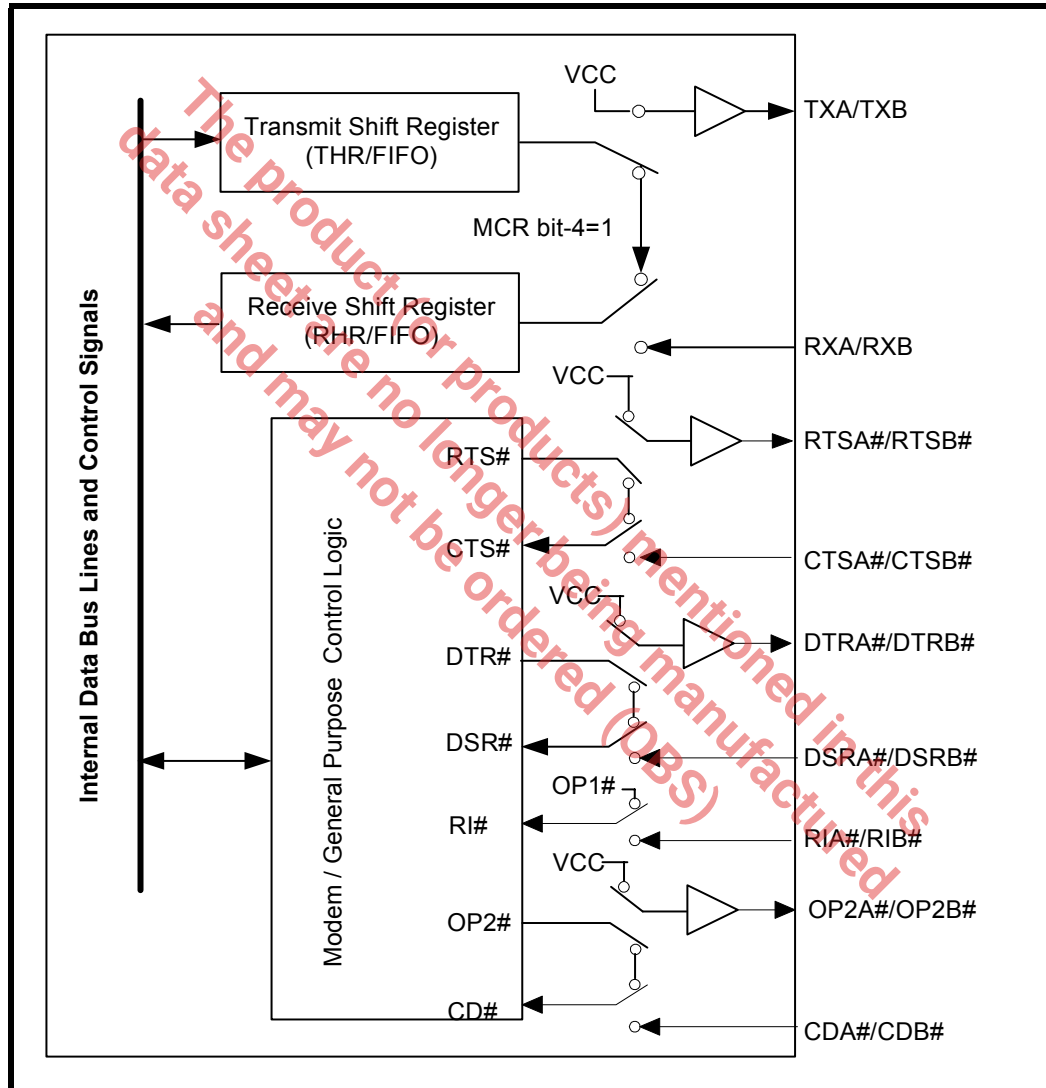 VCC
TXA/TXB
Transmit Shift Register
(THR/FIFO)
MCR bit-4=1
Receive Shift Register
(RHR/FIFO)
RXA/RXB
VCC
RTSA#/RTSB#
RTS#
CTS#
CTSA#/CTSB#
VCC
DTRA#/DTRB#
DTR#
DSR#
DSRA#/DSRB#
OP1#
RI#
RIA#/RIB#
VCC
OP2A#/OP2B#
OP2#
CD#
CDA#/CDB#
Internal Data Bus Lines and Control Signals
Modem / General Purpose Control Logic
The product (or products) mentioned in this
data sheet are no longer being manufactured
and may not be ordered (OBS)